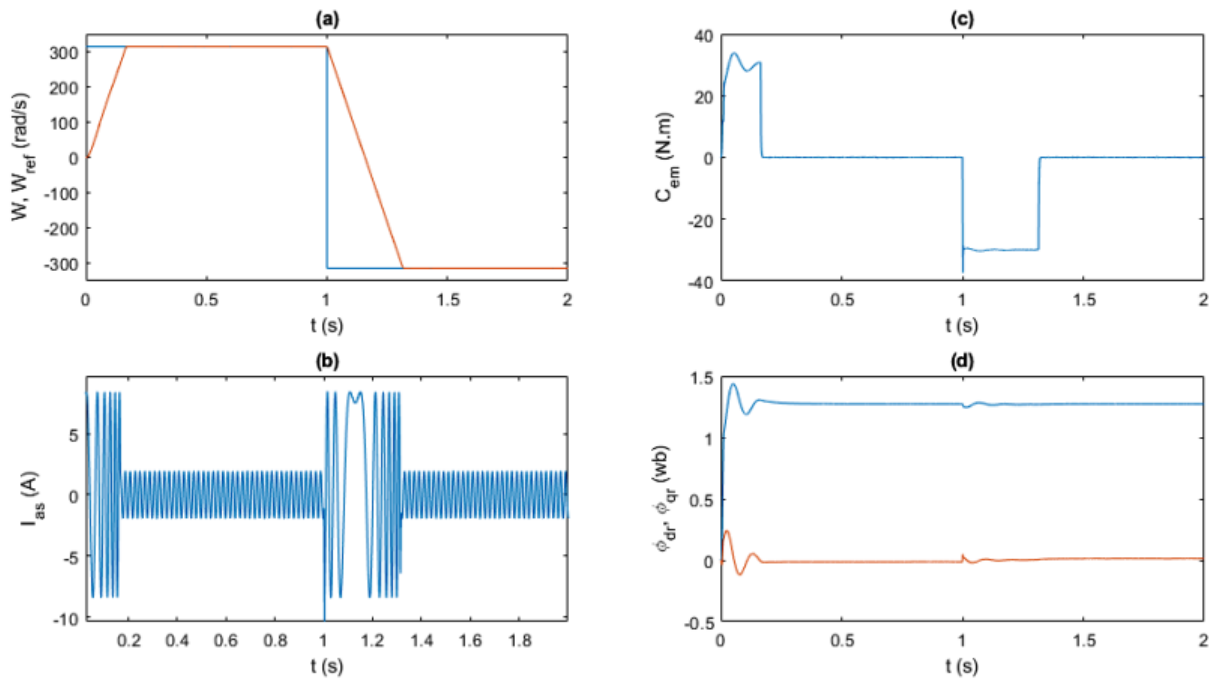 (a)
300
200
100
0
-100
-200
-300
W, W_ref (rad/s)
0 0.5 1 1.5 2
t (s)
(c)
40
20
0
-20
-40
C_em (N.m)
0 0.5 1 1.5 2
t (s)
(b)
5
0
-5
-10
I_as (A)
0.2 0.4 0.6 0.8 1 1.2 1.4 1.6 1.8
t (s)
(d)
1.5
1
0.5
0
-0.5
ϕ_dr, ϕ_qr (wb)
0 0.5 1 1.5 2
t (s)